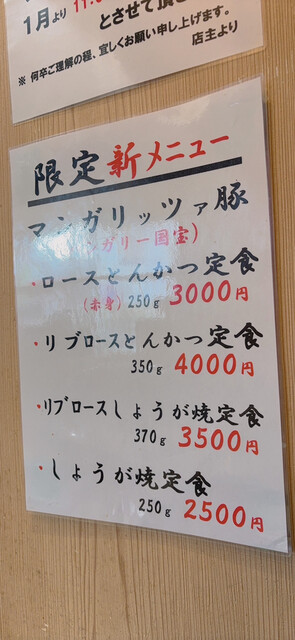 1月より 11:
とさせて頂
※ 何卒ご理解の程、宜しくお願い申し上げます。
店主より
限定 新メニュー
マンガリッツァ豚
ガリー国宝)
・ロースとんかつ定食
(赤身) 250g 3000円
・リブロースとんかつ定食
350g 4000円
・リブロースしょうが焼定食
370g 3500円
・しょうが焼定食
250g 2500円